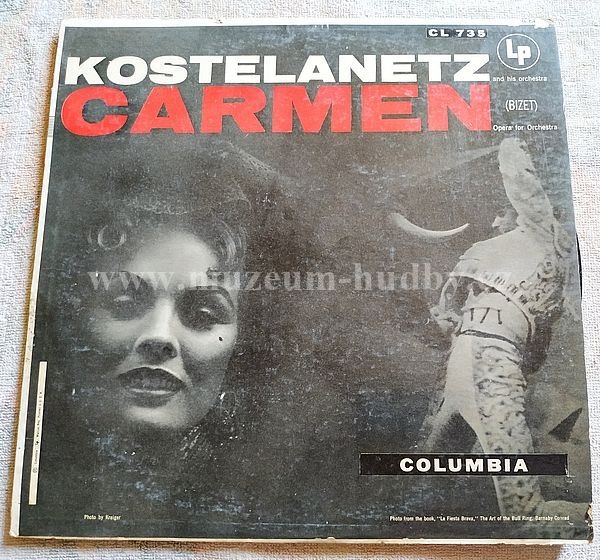 CL 735
Lp
KOSTELANETZ
and his orchestra
CARMEN
(BIZET)
Opera for Orchestra
www.muzeum-hudby.cz
171
COLUMBIA
Photo by Kreiger
Photo from the book, "La Fiesta Brava," The Art of the Bull Ring, Barnaby Conrad